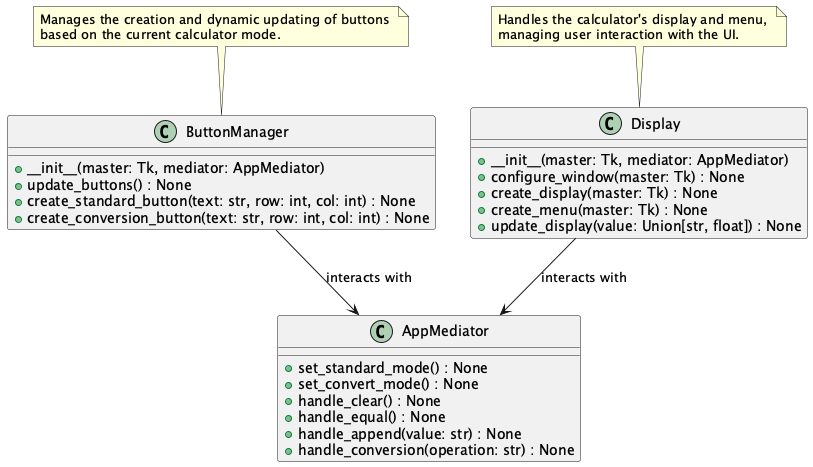 Manages the creation and dynamic updating of buttons
based on the current calculator mode.
Handles the calculator's display and menu,
managing user interaction with the UI.
C ButtonManager
__init__(master: Tk, mediator: AppMediator)
update_buttons() : None
create_standard_button(text: str, row: int, col: int) : None
create_conversion_button(text: str, row: int, col: int) : None
C Display
__init__(master: Tk, mediator: AppMediator)
configure_window(master: Tk) : None
create_display(master: Tk) : None
create_menu(master: Tk) : None
update_display(value: Union[str, float]) : None
interacts with
interacts with
C AppMediator
set_standard_mode() : None
set_convert_mode() : None
handle_clear() : None
handle_equal() : None
handle_append(value: str) : None
handle_conversion(operation: str) : None